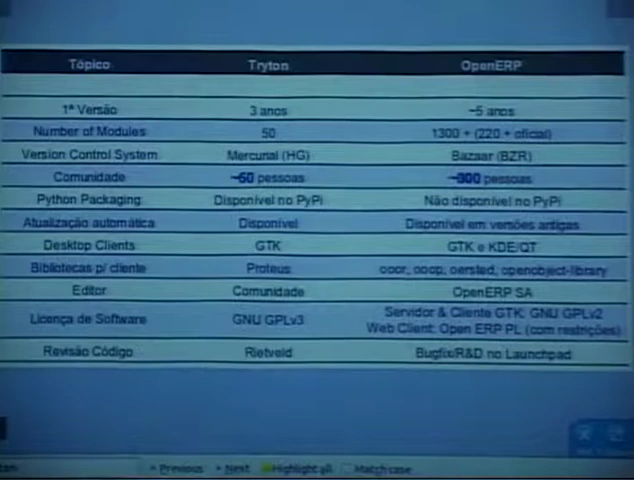 Tópico Tryton OpenERP
1ª Versão 3 anos ~5 anos
Number of Modules 50 1300 + (220 + oficial)
Version Control System Mercurial (HG) Bazaar (BZR)
Comunidade ~60 pessoas pessoas
Python Packaging Disponível no PyPi Não disponível no PyPi
Atualização automática Disponível Disponível em versões antigas
Desktop Clients GTK GTK e KDE/QT
Bibliotecas p/ cliente Proteus ooor, ooop, oersted, openobject-library
Editor Comunidade OpenERP SA
Licença de Software GNU GPLv3 Servidor & Cliente GTK: GNU GPLv2
Web Client: Open ERP PL (com restrições)
Revisão Código Rietveld Bugfix/R&D no Launchpad
Previous Next Highlight all Match case